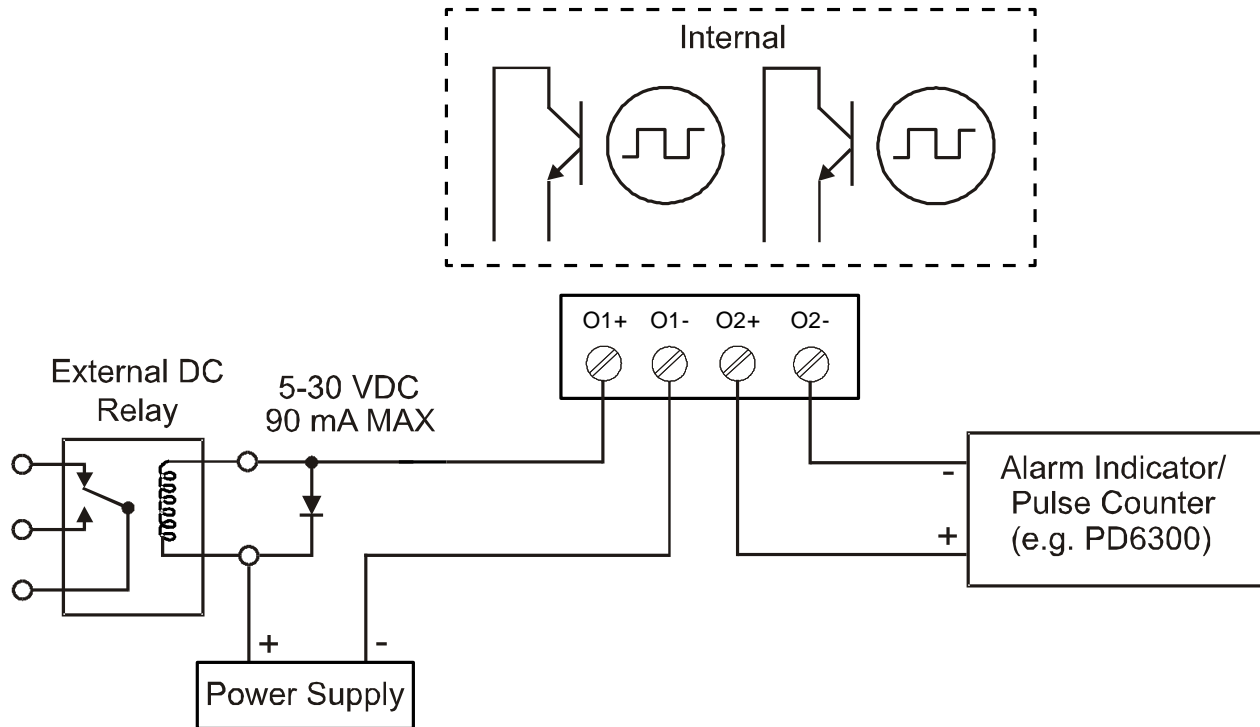 Internal
O1+ O1- O2+ O2-
External DC
Relay
5-30 VDC
90 mA MAX
-
+
Alarm Indicator/
Pulse Counter
(e.g. PD6300)
+ -
Power Supply